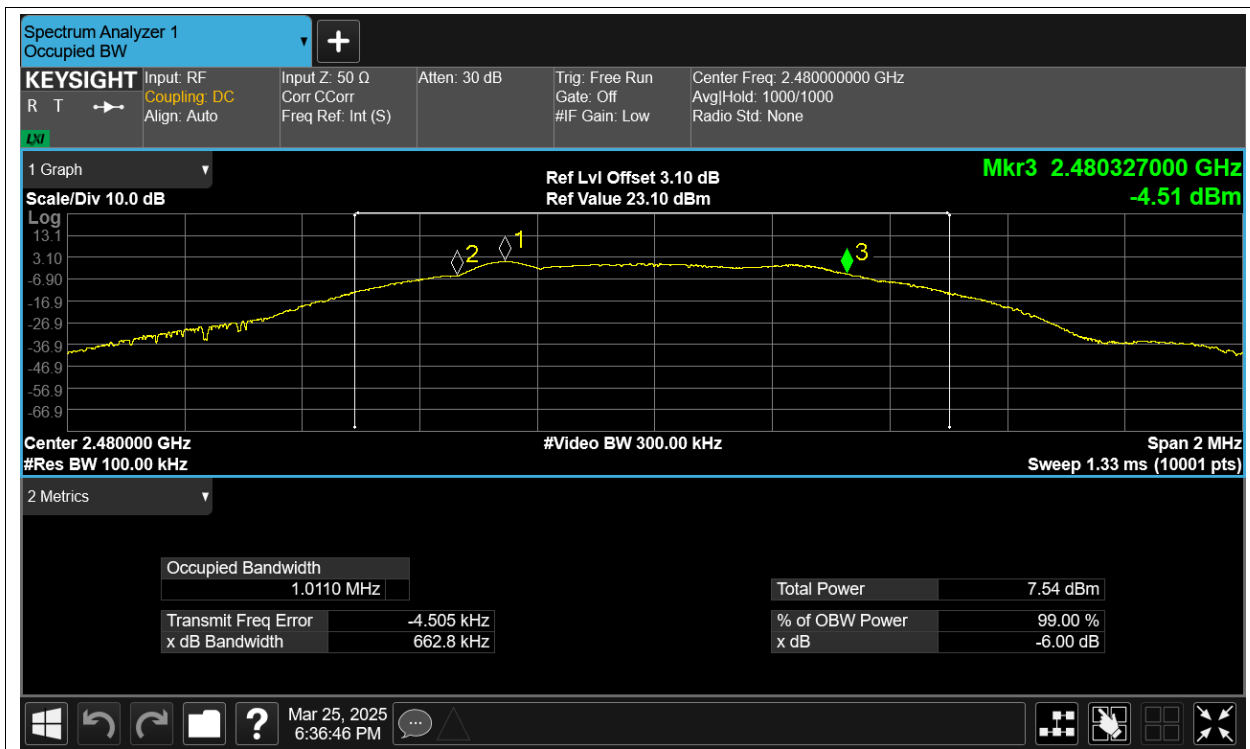 Spectrum Analyzer 1
Occupied BW
+
KEYSIGHT
R T
LXI
Input: RF
Coupling: DC
Align: Auto
Input Z: 50 Ω
Corr CCorr
Freq Ref: Int (S)
Atten: 30 dB
Trig: Free Run
Gate: Off
#IF Gain: Low
Center Freq: 2.480000000 GHz
Avg|Hold: 1000/1000
Radio Std: None
1 Graph
Scale/Div 10.0 dB
Ref Lvl Offset 3.10 dB
Ref Value 23.10 dBm
Mkr3 2.480327000 GHz
-4.51 dBm
Log
13.1
3.10
-6.90
-16.9
-26.9
-36.9
-46.9
-56.9
-66.9
2
1
3
Center 2.480000 GHz
#Res BW 100.00 kHz
#Video BW 300.00 kHz
Span 2 MHz
Sweep 1.33 ms (10001 pts)
2 Metrics
Occupied Bandwidth
1.0110 MHz
Transmit Freq Error -4.505 kHz
x dB Bandwidth 662.8 kHz
Total Power 7.54 dBm
% of OBW Power 99.00 %
x dB -6.00 dB
?
Mar 25, 2025
6:36:46 PM